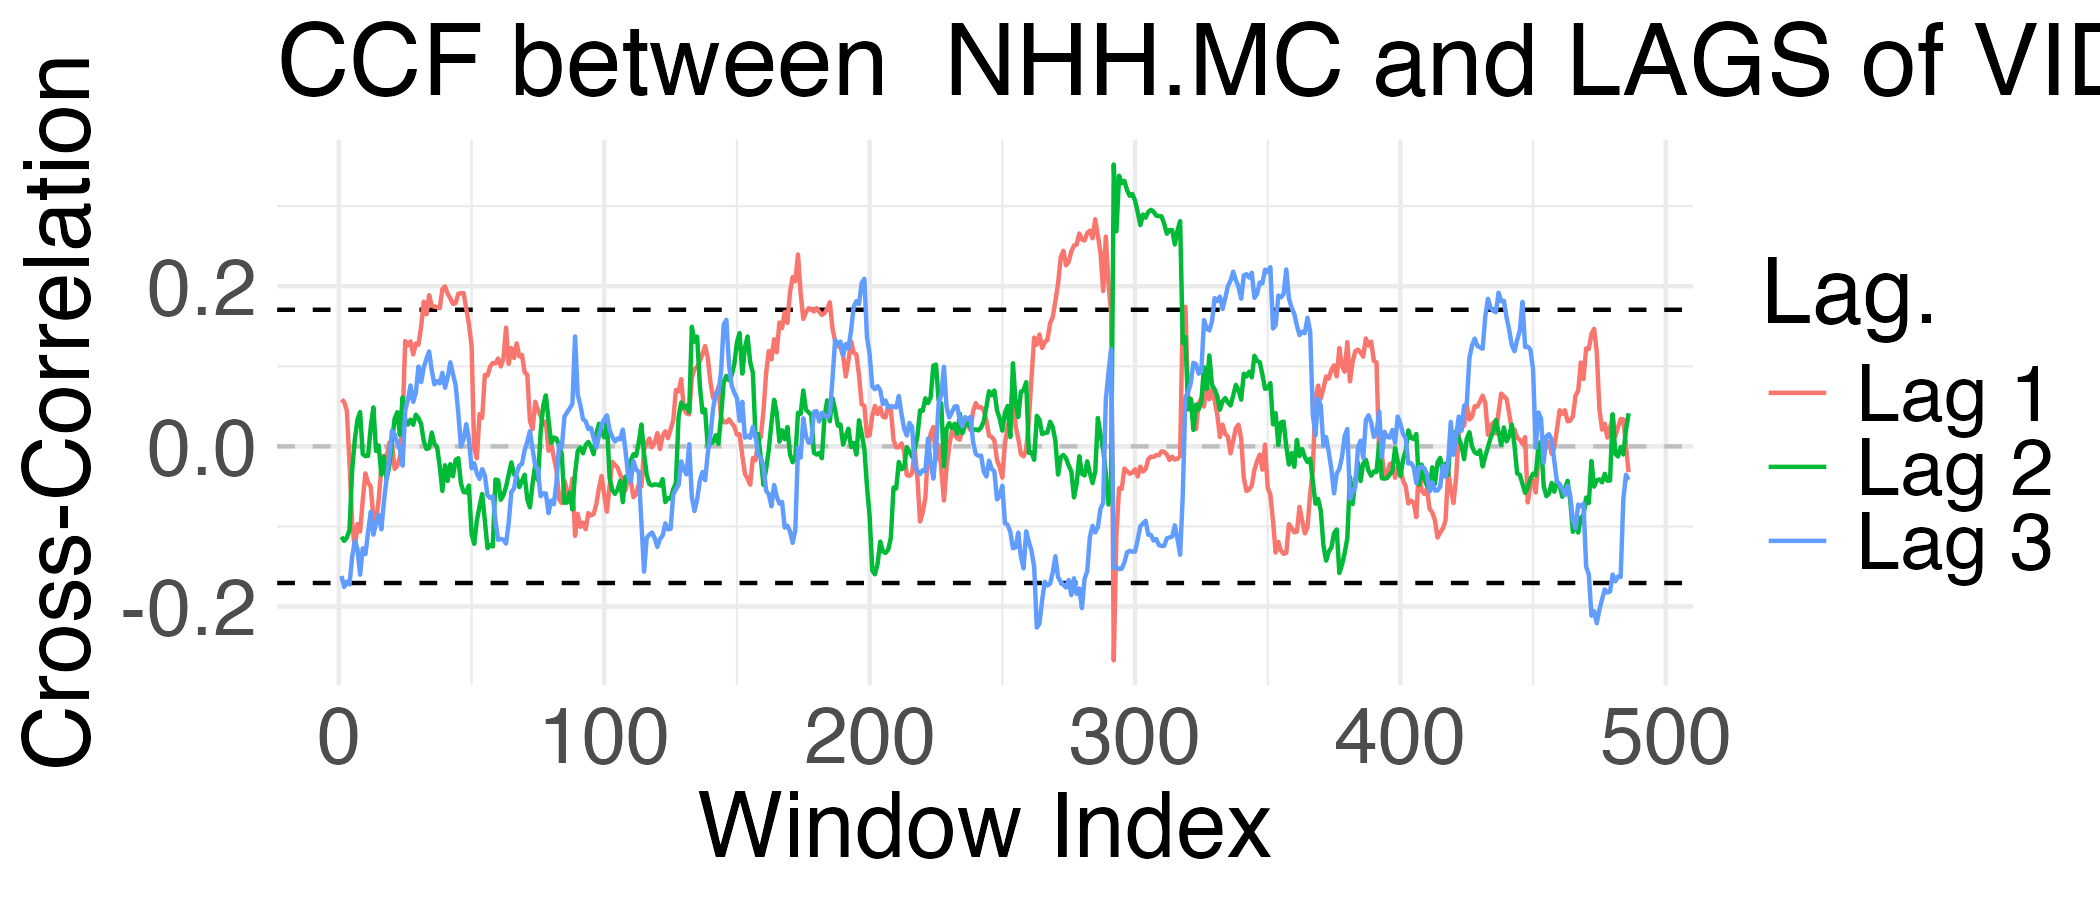 CCF between NHH.MC and LAGS of VID
Cross-Correlation
0.2
0.0
-0.2
0
100
200
300
400
500
Window Index
Lag.
Lag 1
Lag 2
Lag 3